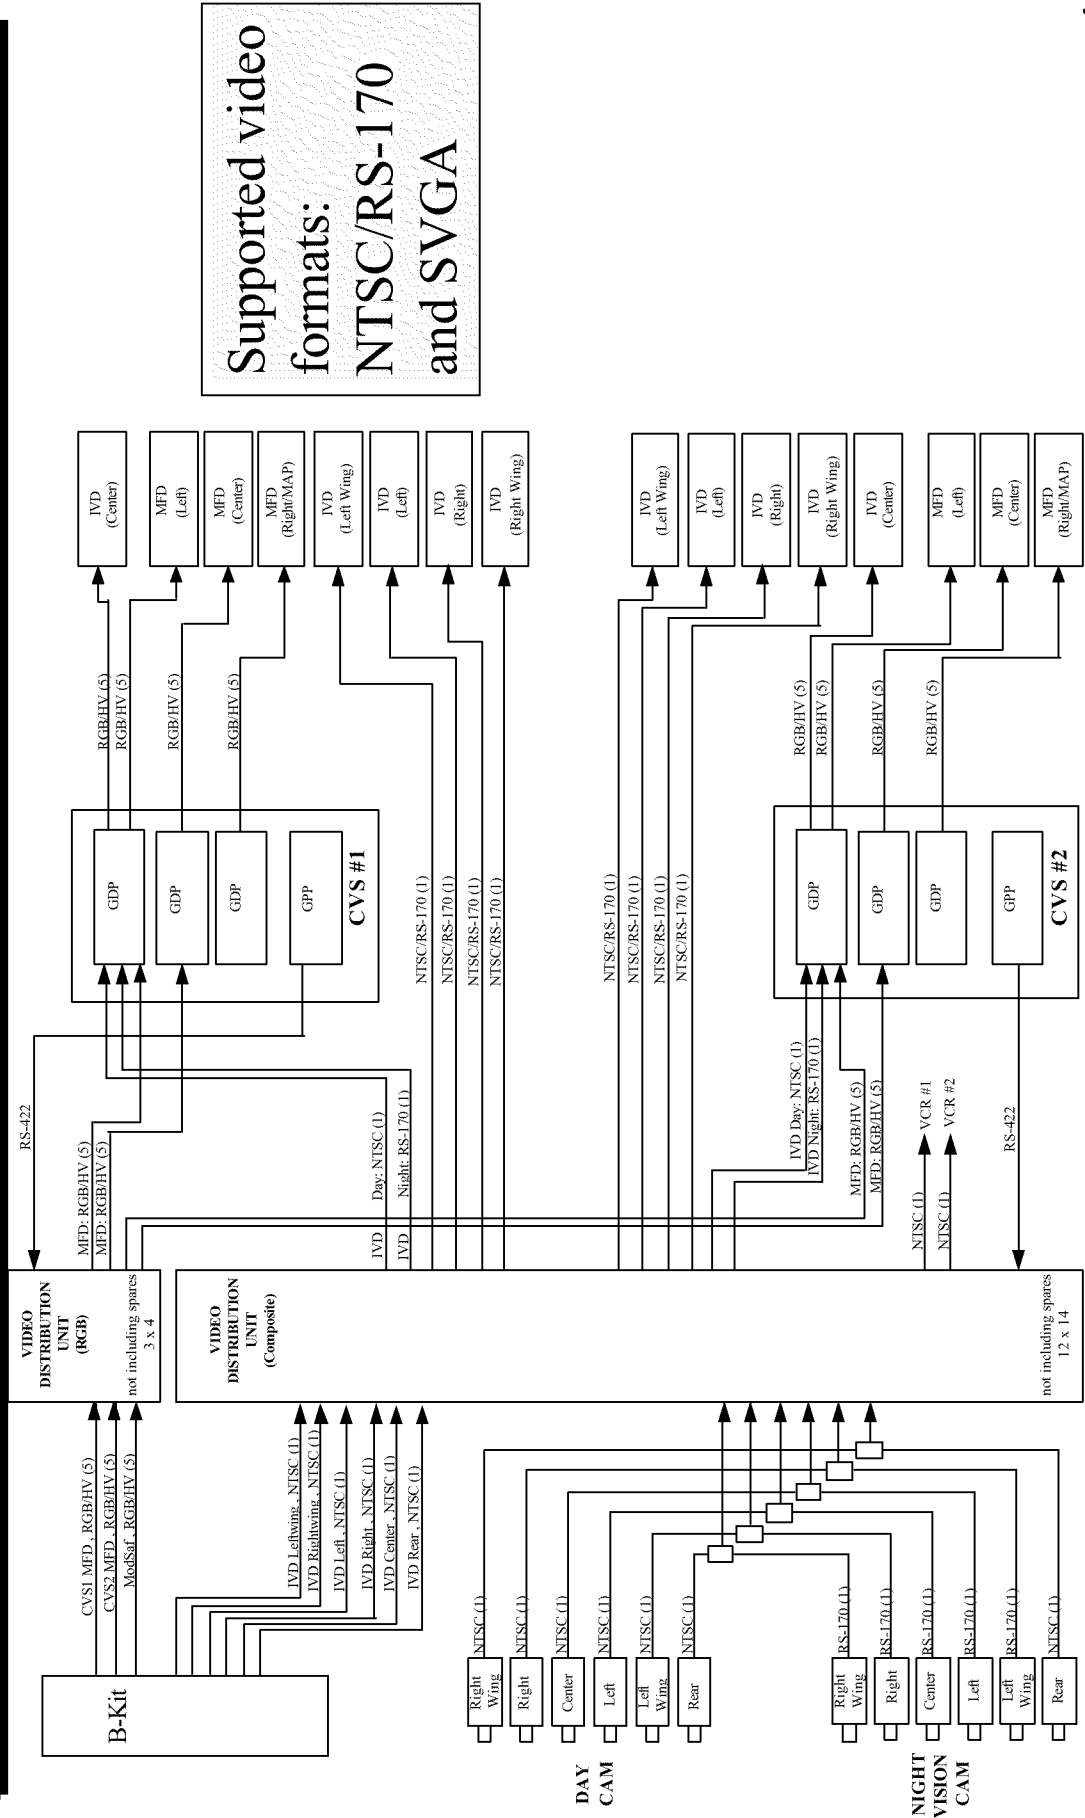 Supported video
formats:
NTSC/RS-170
and SVGA
IVD
(Center)
MFD
(Left)
MFD
(Center)
MFD
(Right/MAP)
IVD
(Left Wing)
IVD
(Left)
IVD
(Right)
IVD
(Right Wing)
IVD
(Left Wing)
IVD
(Left)
IVD
(Right)
IVD
(Right Wing)
IVD
(Center)
MFD
(Left)
MFD
(Center)
MFD
(Right/MAP)
RGB/HV (5)
RGB/HV (5)
RGB/HV (5)
RGB/HV (5)
RGB/HV (5)
RGB/HV (5)
RGB/HV (5)
RGB/HV (5)
GDP
GDP
GDP
GPP
CVS #1
NTSC/RS-170 (1)
NTSC/RS-170 (1)
NTSC/RS-170 (1)
NTSC/RS-170 (1)
NTSC/RS-170 (1)
NTSC/RS-170 (1)
NTSC/RS-170 (1)
NTSC/RS-170 (1)
GDP
GDP
GDP
GPP
CVS #2
RS-422
MFD: RGB/HV (5)
MFD: RGB/HV (5)
IVD Day: NTSC (1)
IVD Night: RS-170 (1)
IVD Day: NTSC (1)
IVD Night: RS-170 (1)
MFD: RGB/HV (5)
MFD: RGB/HV (5)
NTSC (1) VCR #1
NTSC (1) VCR #2
RS-422
VIDEO
DISTRIBUTION
UNIT
(RGB)
not including spares
3 x 4
VIDEO
DISTRIBUTION
UNIT
(Composite)
not including spares
12 x 14
CVS1 MFD , RGB/HV (5)
CVS2 MFD , RGB/HV (5)
ModSaf , RGB/HV (5)
IVD Leftwing , NTSC (1)
IVD Rightwing , NTSC (1)
IVD Left , NTSC (1)
IVD Right , NTSC (1)
IVD Center , NTSC (1)
IVD Rear , NTSC (1)
B-Kit
NTSC (1)
NTSC (1)
NTSC (1)
NTSC (1)
NTSC (1)
NTSC (1)
RS-170 (1)
RS-170 (1)
RS-170 (1)
RS-170 (1)
RS-170 (1)
NTSC (1)
Right
Wing
Right
Center
Left
Left
Wing
Rear
Right
Wing
Right
Center
Left
Left
Wing
Rear
DAY
CAM
NIGHT
VISION
CAM